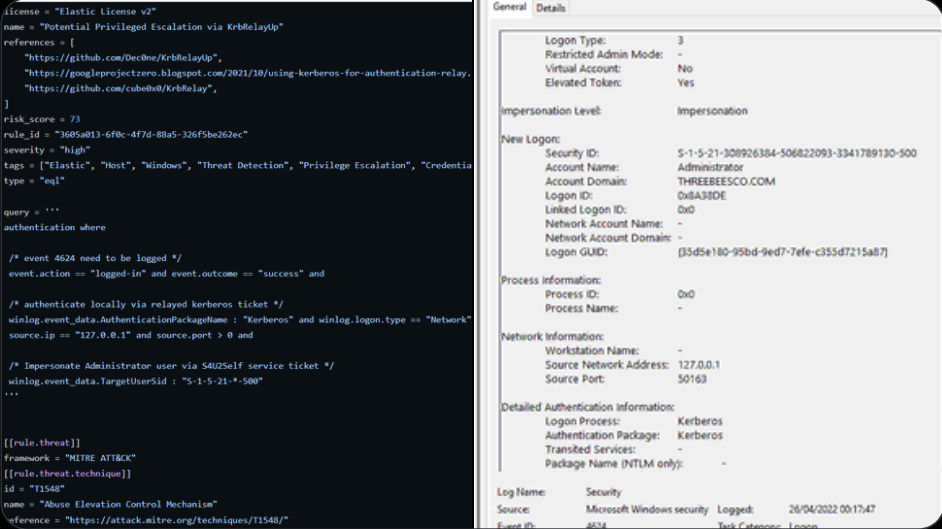 license = "Elastic License v2"
name = "Potential Privileged Escalation via KrbRelayUp"
references = [
"https://github.com/Dec0ne/KrbRelayUp",
"https://googleprojectzero.blogspot.com/2021/10/using-kerberos-for-authentication-relay.
"https://github.com/cube0x0/KrbRelay",
]
risk_score = 73
rule_id = "3605a013-6f0c-4f7d-88a5-326f5be262ec"
severity = "high"
tags = ["Elastic", "Host", "Windows", "Threat Detection", "Privilege Escalation", "Credentia
type = "eql"
query = '''
authentication where
/* event 4624 need to be logged */
event.action == "logged-in" and event.outcome == "success" and
/* authenticate locally via relayed kerberos ticket */
winlog.event_data.AuthenticationPackageName : "Kerberos" and winlog.logon.type == "Network"
source.ip == "127.0.0.1" and source.port > 0 and
/* Impersonate Administrator user via S4U2Self service ticket */
winlog.event_data.TargetUserSid : "S-1-5-21-*-500"
'''
[[rule.threat]]
framework = "MITRE ATT&CK"
[[rule.threat.technique]]
id = "T1548"
name = "Abuse Elevation Control Mechanism"
reference = "https://attack.mitre.org/techniques/T1548/"
General Details
Logon Type: 3
Restricted Admin Mode: -
Virtual Account: No
Elevated Token: Yes
Impersonation Level: Impersonation
New Logon:
Security ID: S-1-5-21-308926384-506822093-3341789130-500
Account Name: Administrator
Account Domain: THREEBEESCO.COM
Logon ID: 0x8A38DE
Linked Logon ID: 0x0
Network Account Name: -
Network Account Domain: -
Logon GUID: {35d5e180-95bd-9ed7-7efe-c355d7215a87}
Process Information:
Process ID: 0x0
Process Name: -
Network Information:
Workstation Name: -
Source Network Address: 127.0.0.1
Source Port: 50163
Detailed Authentication Information:
Logon Process: Kerberos
Authentication Package: Kerberos
Transited Services: -
Package Name (NTLM only): -
Log Name: Security
Source: Microsoft Windows security Logged: 26/04/2022 00:17:47
Event ID: 4624 Task Category: Logon